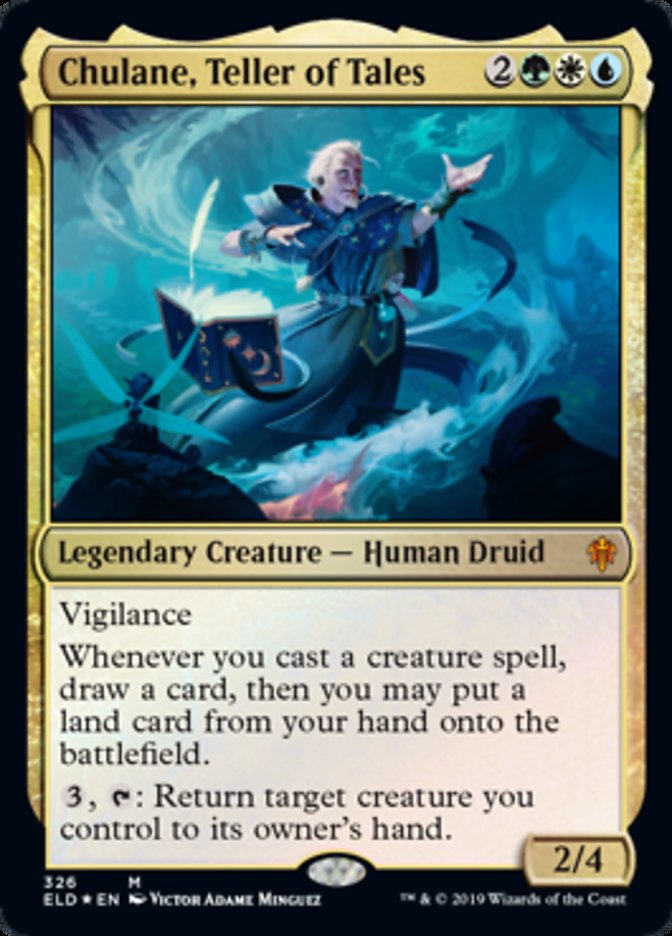 Chulane, Teller of Tales 2
Legendary Creature — Human Druid
Vigilance
Whenever you cast a creature spell,
draw a card, then you may put a
land card from your hand onto the
battlefield.
3, : Return target creature you
control to its owner's hand.
2/4
326 M
ELD ★ EN Victor Adame Minguez
™ & © 2019 Wizards of the Coast